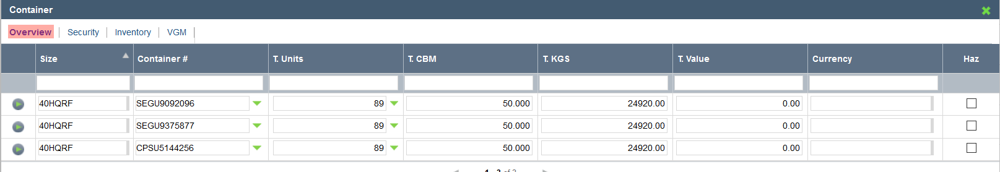 Container
Overview Security Inventory VGM
Size Container # T. Units T. CBM T. KGS T. Value Currency Haz
40HQRF SEGU9092096 89 50.000 24920.00 0.00
40HQRF SEGU9375877 89 50.000 24920.00 0.00
40HQRF CPSU5144256 89 50.000 24920.00 0.00